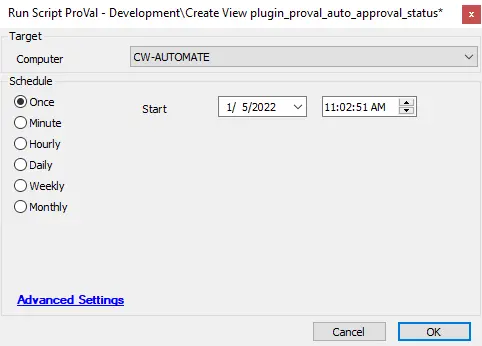 Run Script ProVal - Development\Create View plugin_proval_auto_approval_status*
x
Target
Computer
CW-AUTOMATE
Schedule
Once
Start
1/ 5/2022
11:02:51 AM
Minute
Hourly
Daily
Weekly
Monthly
Advanced Settings
Cancel
OK